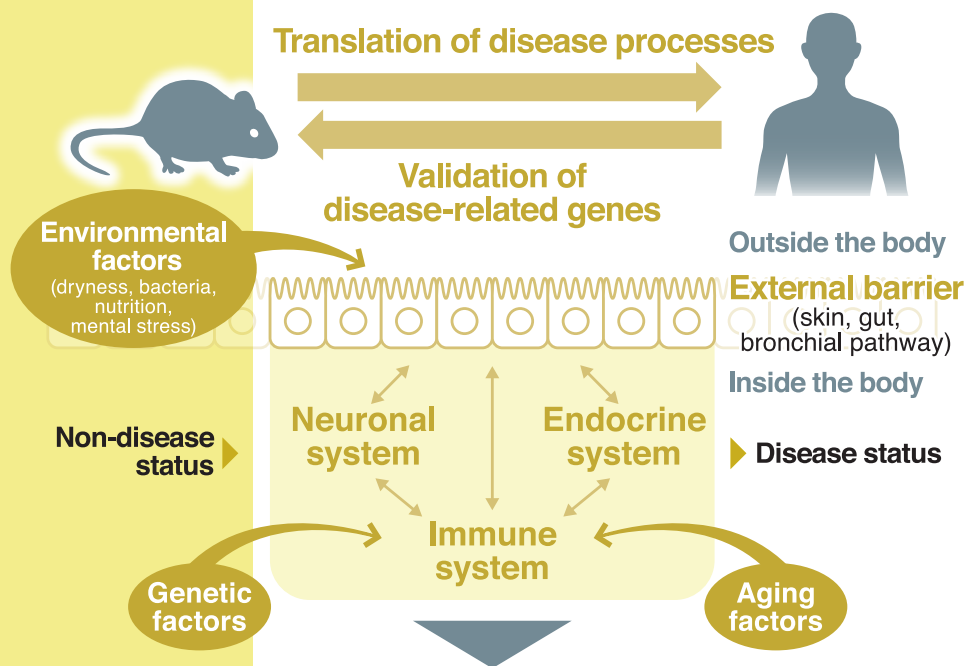 Translation of disease processes
Validation of
disease-related genes
Environmental
factors
(dryness, bacteria,
nutrition,
mental stress)
Outside the body
External barrier
(skin, gut,
bronchial pathway)
Inside the body
Neuronal
system
Endocrine
system
Non-disease
status
Disease status
Immune
system
Genetic
factors
Aging
factors